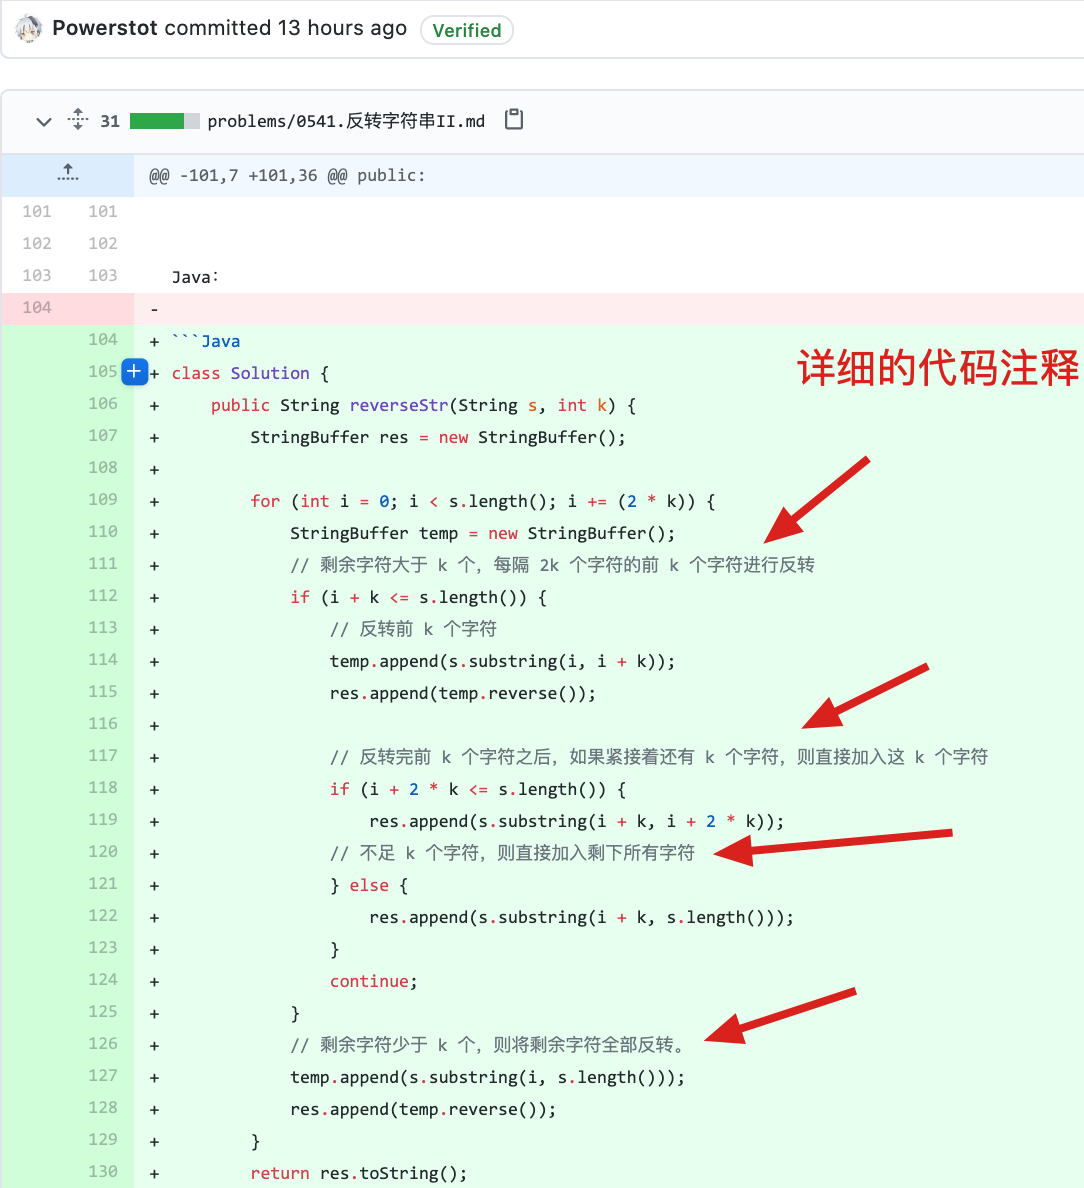 Powerstot committed 13 hours ago Verified
31 problems/0541.反转字符串II.md
@@ -101,7 +101,36 @@ public:
101 101
102 102
103 103 Java：
104 -
104 + ```Java
105 + class Solution {
详细的代码注释
106 + public String reverseStr(String s, int k) {
107 + StringBuffer res = new StringBuffer();
108 +
109 + for (int i = 0; i < s.length(); i += (2 * k)) {
110 + StringBuffer temp = new StringBuffer();
111 + // 剩余字符大于 k 个，每隔 2k 个字符的前 k 个字符进行反转
112 + if (i + k <= s.length()) {
113 + // 反转前 k 个字符
114 + temp.append(s.substring(i, i + k));
115 + res.append(temp.reverse());
116 +
117 + // 反转完前 k 个字符之后，如果紧接着还有 k 个字符，则直接加入这 k 个字符
118 + if (i + 2 * k <= s.length()) {
119 + res.append(s.substring(i + k, i + 2 * k));
120 + // 不足 k 个字符，则直接加入剩下所有字符
121 + } else {
122 + res.append(s.substring(i + k, s.length()));
123 + }
124 + continue;
125 + }
126 + // 剩余字符少于 k 个，则将剩余字符全部反转。
127 + temp.append(s.substring(i, s.length()));
128 + res.append(temp.reverse());
129 + }
130 + return res.toString();